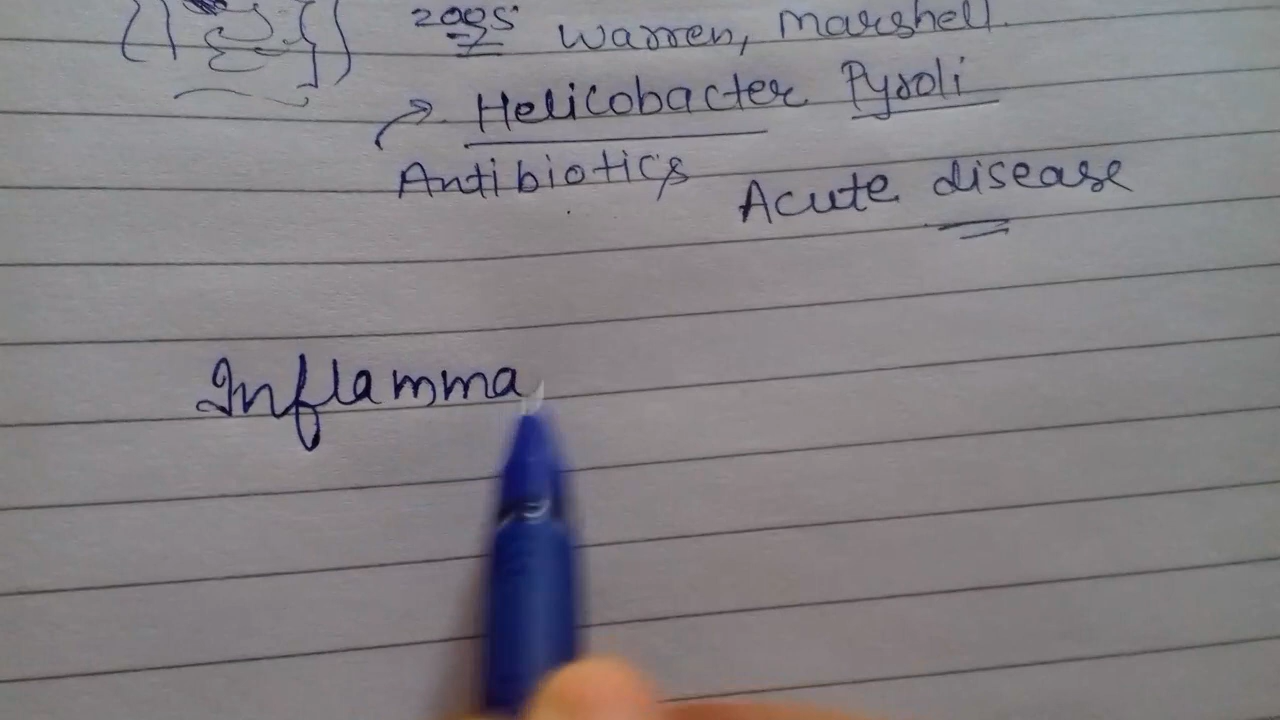 2005 Warren, Marshell.
Helicobacter Pyroli
Antibiotics Acute disease
Inflamma